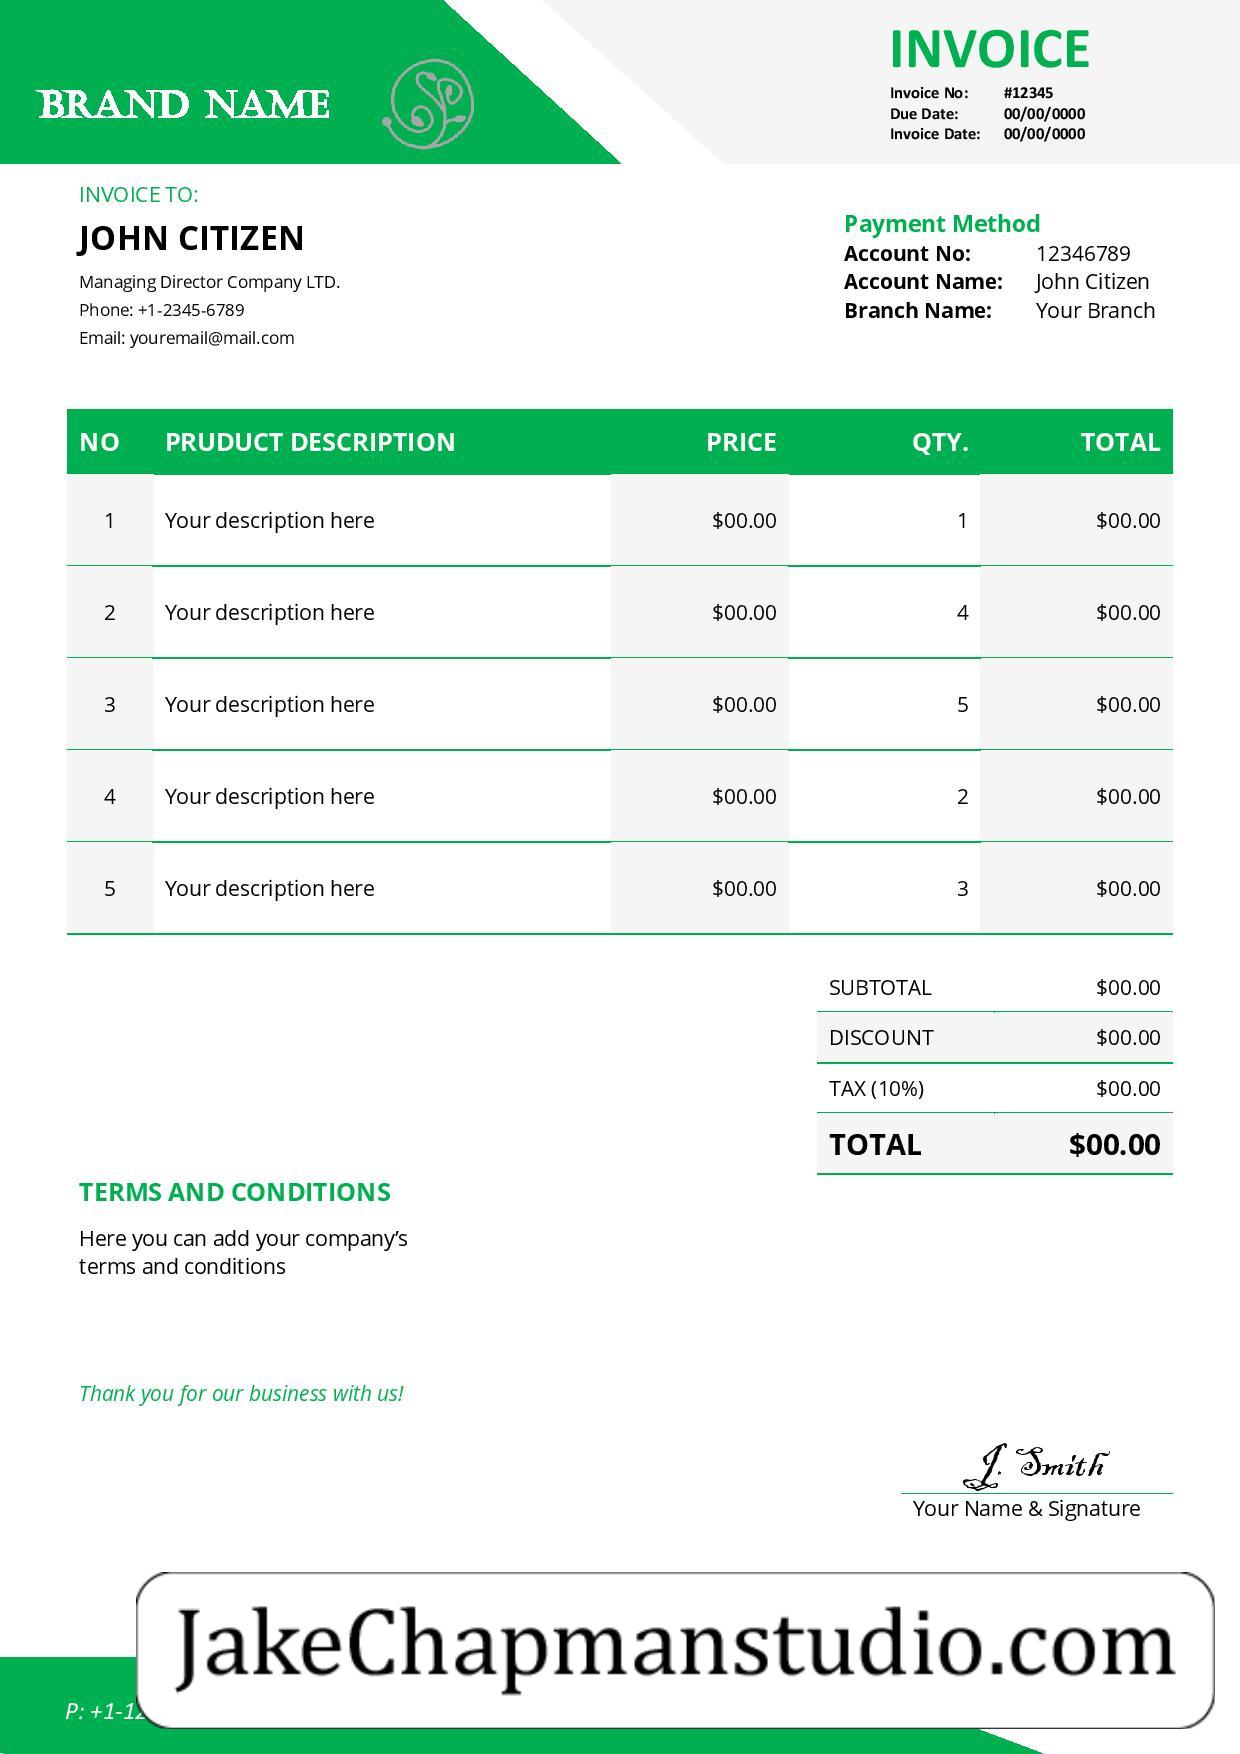 BRAND NAME
INVOICE
Invoice No: #12345
Due Date: 00/00/0000
Invoice Date: 00/00/0000
INVOICE TO:
JOHN CITIZEN
Managing Director Company LTD.
Phone: +1-2345-6789
Email: youremail@mail.com
Payment Method
Account No: 12346789
Account Name: John Citizen
Branch Name: Your Branch
NO PRUDUCT DESCRIPTION PRICE QTY. TOTAL
1 Your description here $00.00 1 $00.00
2 Your description here $00.00 4 $00.00
3 Your description here $00.00 5 $00.00
4 Your description here $00.00 2 $00.00
5 Your description here $00.00 3 $00.00
SUBTOTAL $00.00
DISCOUNT $00.00
TAX (10%) $00.00
TOTAL $00.00
TERMS AND CONDITIONS
Here you can add your company’s
terms and conditions
Thank you for our business with us!
J. Smith
Your Name & Signature
JakeChapmanstudio.com
P: +1-12